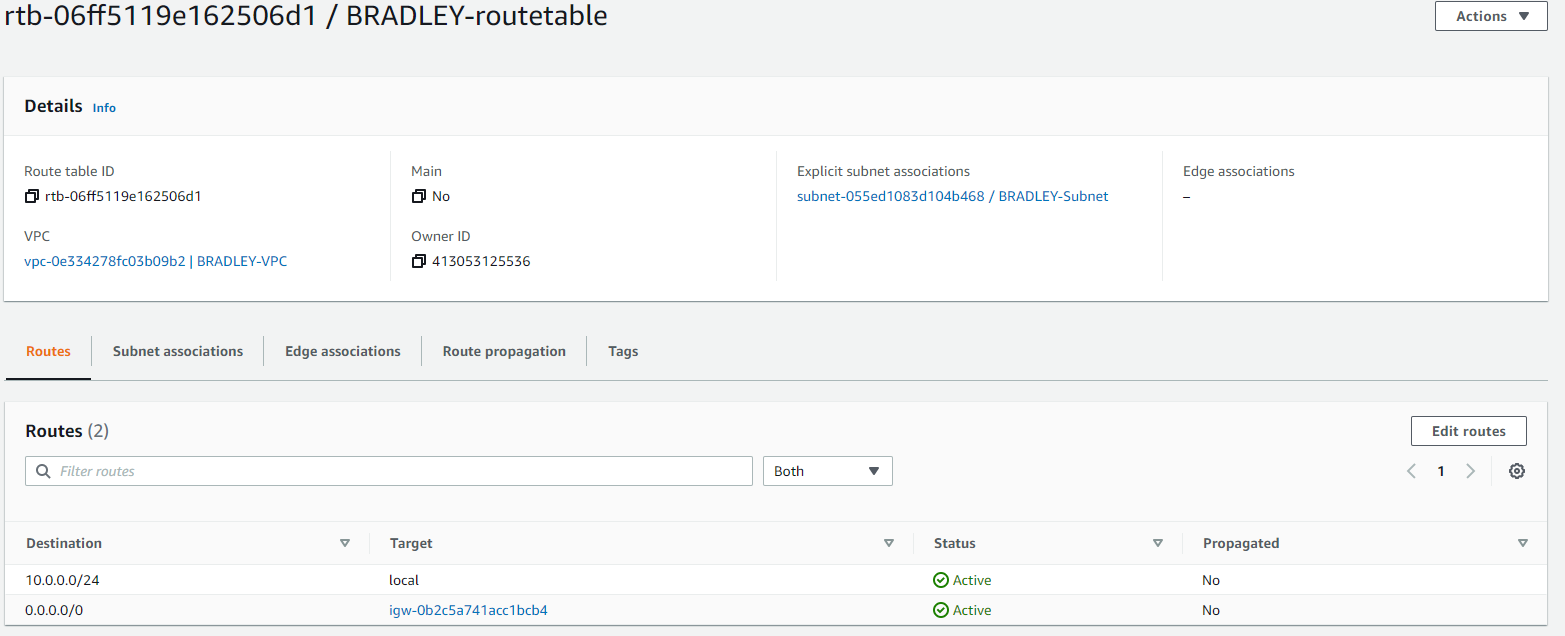 rtb-06ff5119e162506d1 / BRADLEY-routetable
Actions
Details Info
Route table ID
rtb-06ff5119e162506d1
Main
No
Explicit subnet associations
subnet-055ed1083d104b468 / BRADLEY-Subnet
Edge associations
–
VPC
vpc-0e334278fc03b09b2 | BRADLEY-VPC
Owner ID
413053125536
Routes Subnet associations Edge associations Route propagation Tags
Routes (2)
Edit routes
Filter routes
Both
1
Destination Target Status Propagated
10.0.0.0/24 local Active No
0.0.0.0/0 igw-0b2c5a741acc1bcb4 Active No